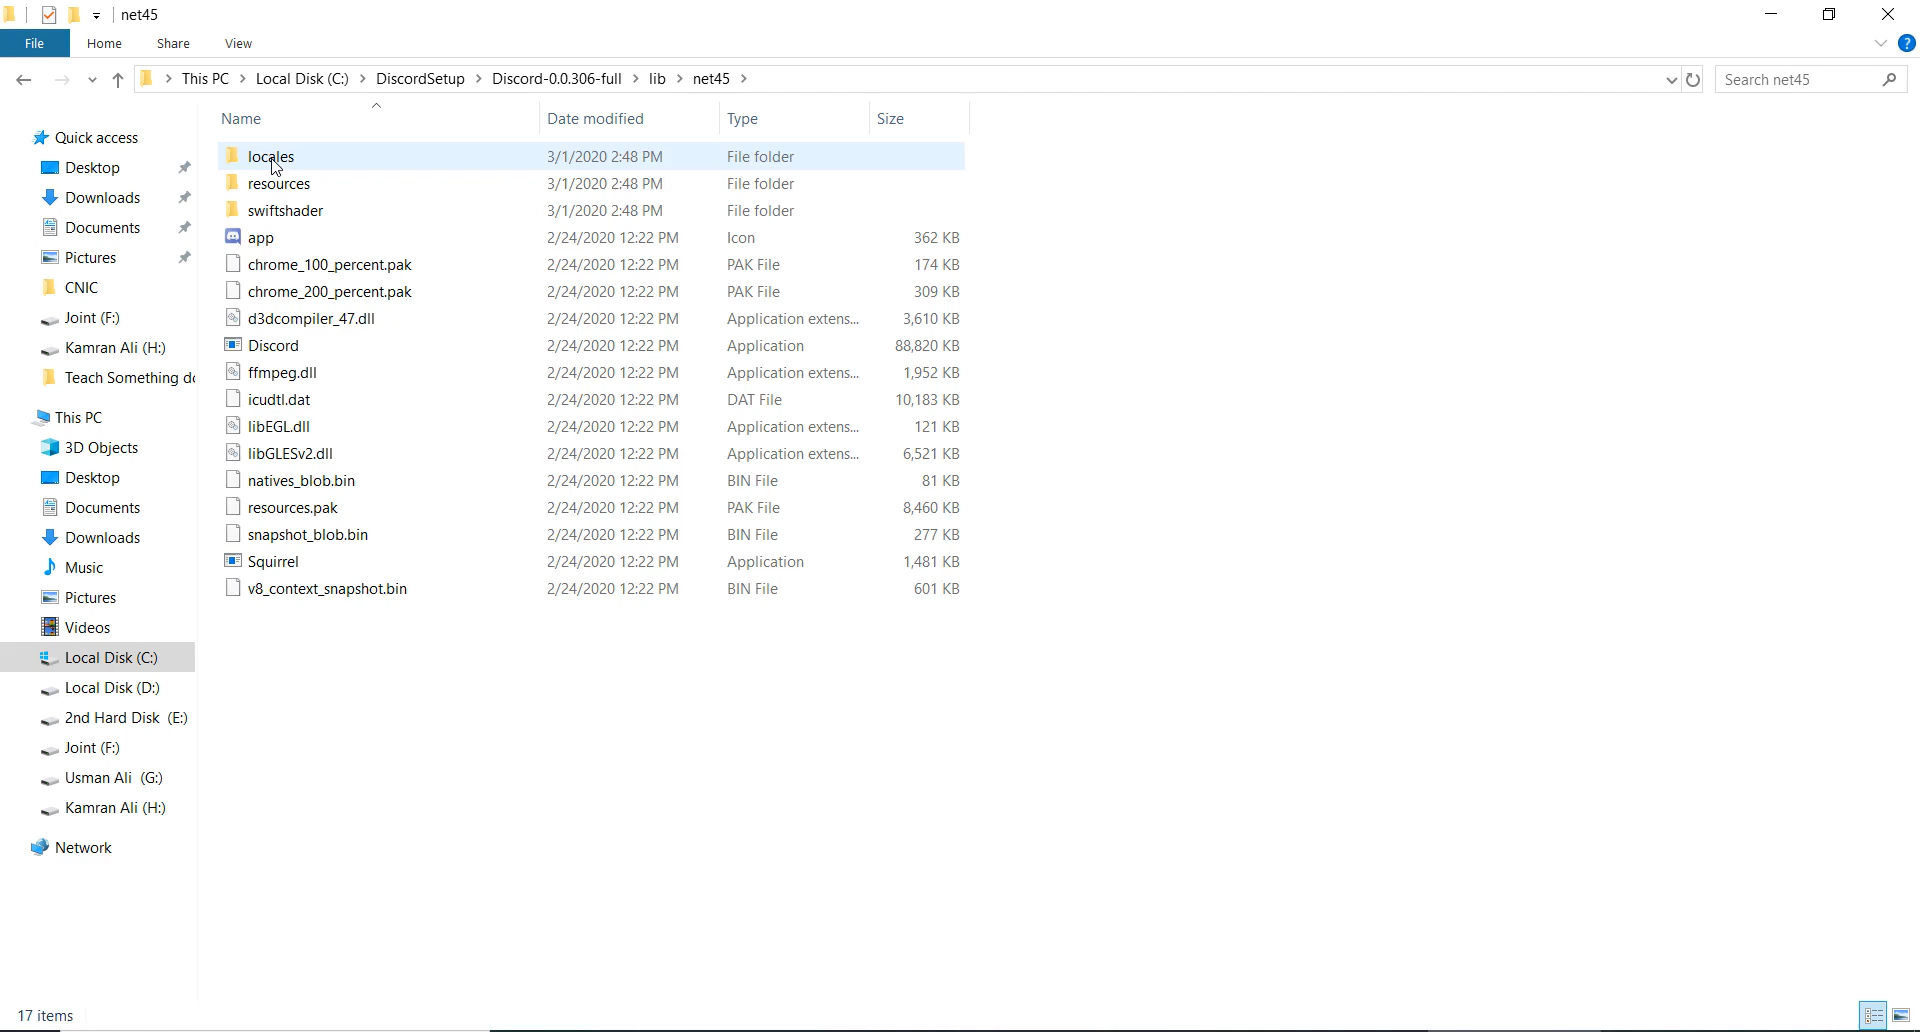 net45
File Home Share View
This PC Local Disk (C:) DiscordSetup Discord-0.0.306-full lib net45 Search net45
Name Date modified Type Size
Quick access
Desktop
Downloads
Documents
Pictures
CNIC
Joint (F:)
Kamran Ali (H:)
Teach Something do
This PC
3D Objects
Desktop
Documents
Downloads
Music
Pictures
Videos
Local Disk (C:)
Local Disk (D:)
2nd Hard Disk (E:)
Joint (F:)
Usman Ali (G:)
Kamran Ali (H:)
Network
locales 3/1/2020 2:48 PM File folder
resources 3/1/2020 2:48 PM File folder
swiftshader 3/1/2020 2:48 PM File folder
app 2/24/2020 12:22 PM Icon 362 KB
chrome_100_percent.pak 2/24/2020 12:22 PM PAK File 174 KB
chrome_200_percent.pak 2/24/2020 12:22 PM PAK File 309 KB
d3dcompiler_47.dll 2/24/2020 12:22 PM Application extens... 3,610 KB
Discord 2/24/2020 12:22 PM Application 88,820 KB
ffmpeg.dll 2/24/2020 12:22 PM Application extens... 1,952 KB
icudtl.dat 2/24/2020 12:22 PM DAT File 10,183 KB
libEGL.dll 2/24/2020 12:22 PM Application extens... 121 KB
libGLESv2.dll 2/24/2020 12:22 PM Application extens... 6,521 KB
natives_blob.bin 2/24/2020 12:22 PM BIN File 81 KB
resources.pak 2/24/2020 12:22 PM PAK File 8,460 KB
snapshot_blob.bin 2/24/2020 12:22 PM BIN File 277 KB
Squirrel 2/24/2020 12:22 PM Application 1,481 KB
v8_context_snapshot.bin 2/24/2020 12:22 PM BIN File 601 KB
17 items